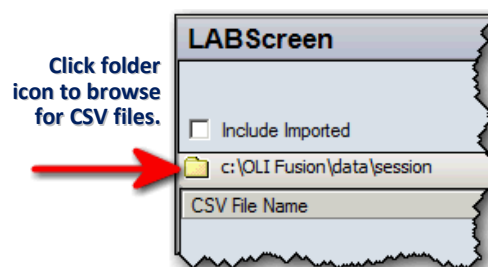 LABScreen
Click folder
icon to browse
for CSV files.
Include Imported
c:\OLI Fusion\data\session
CSV File Name